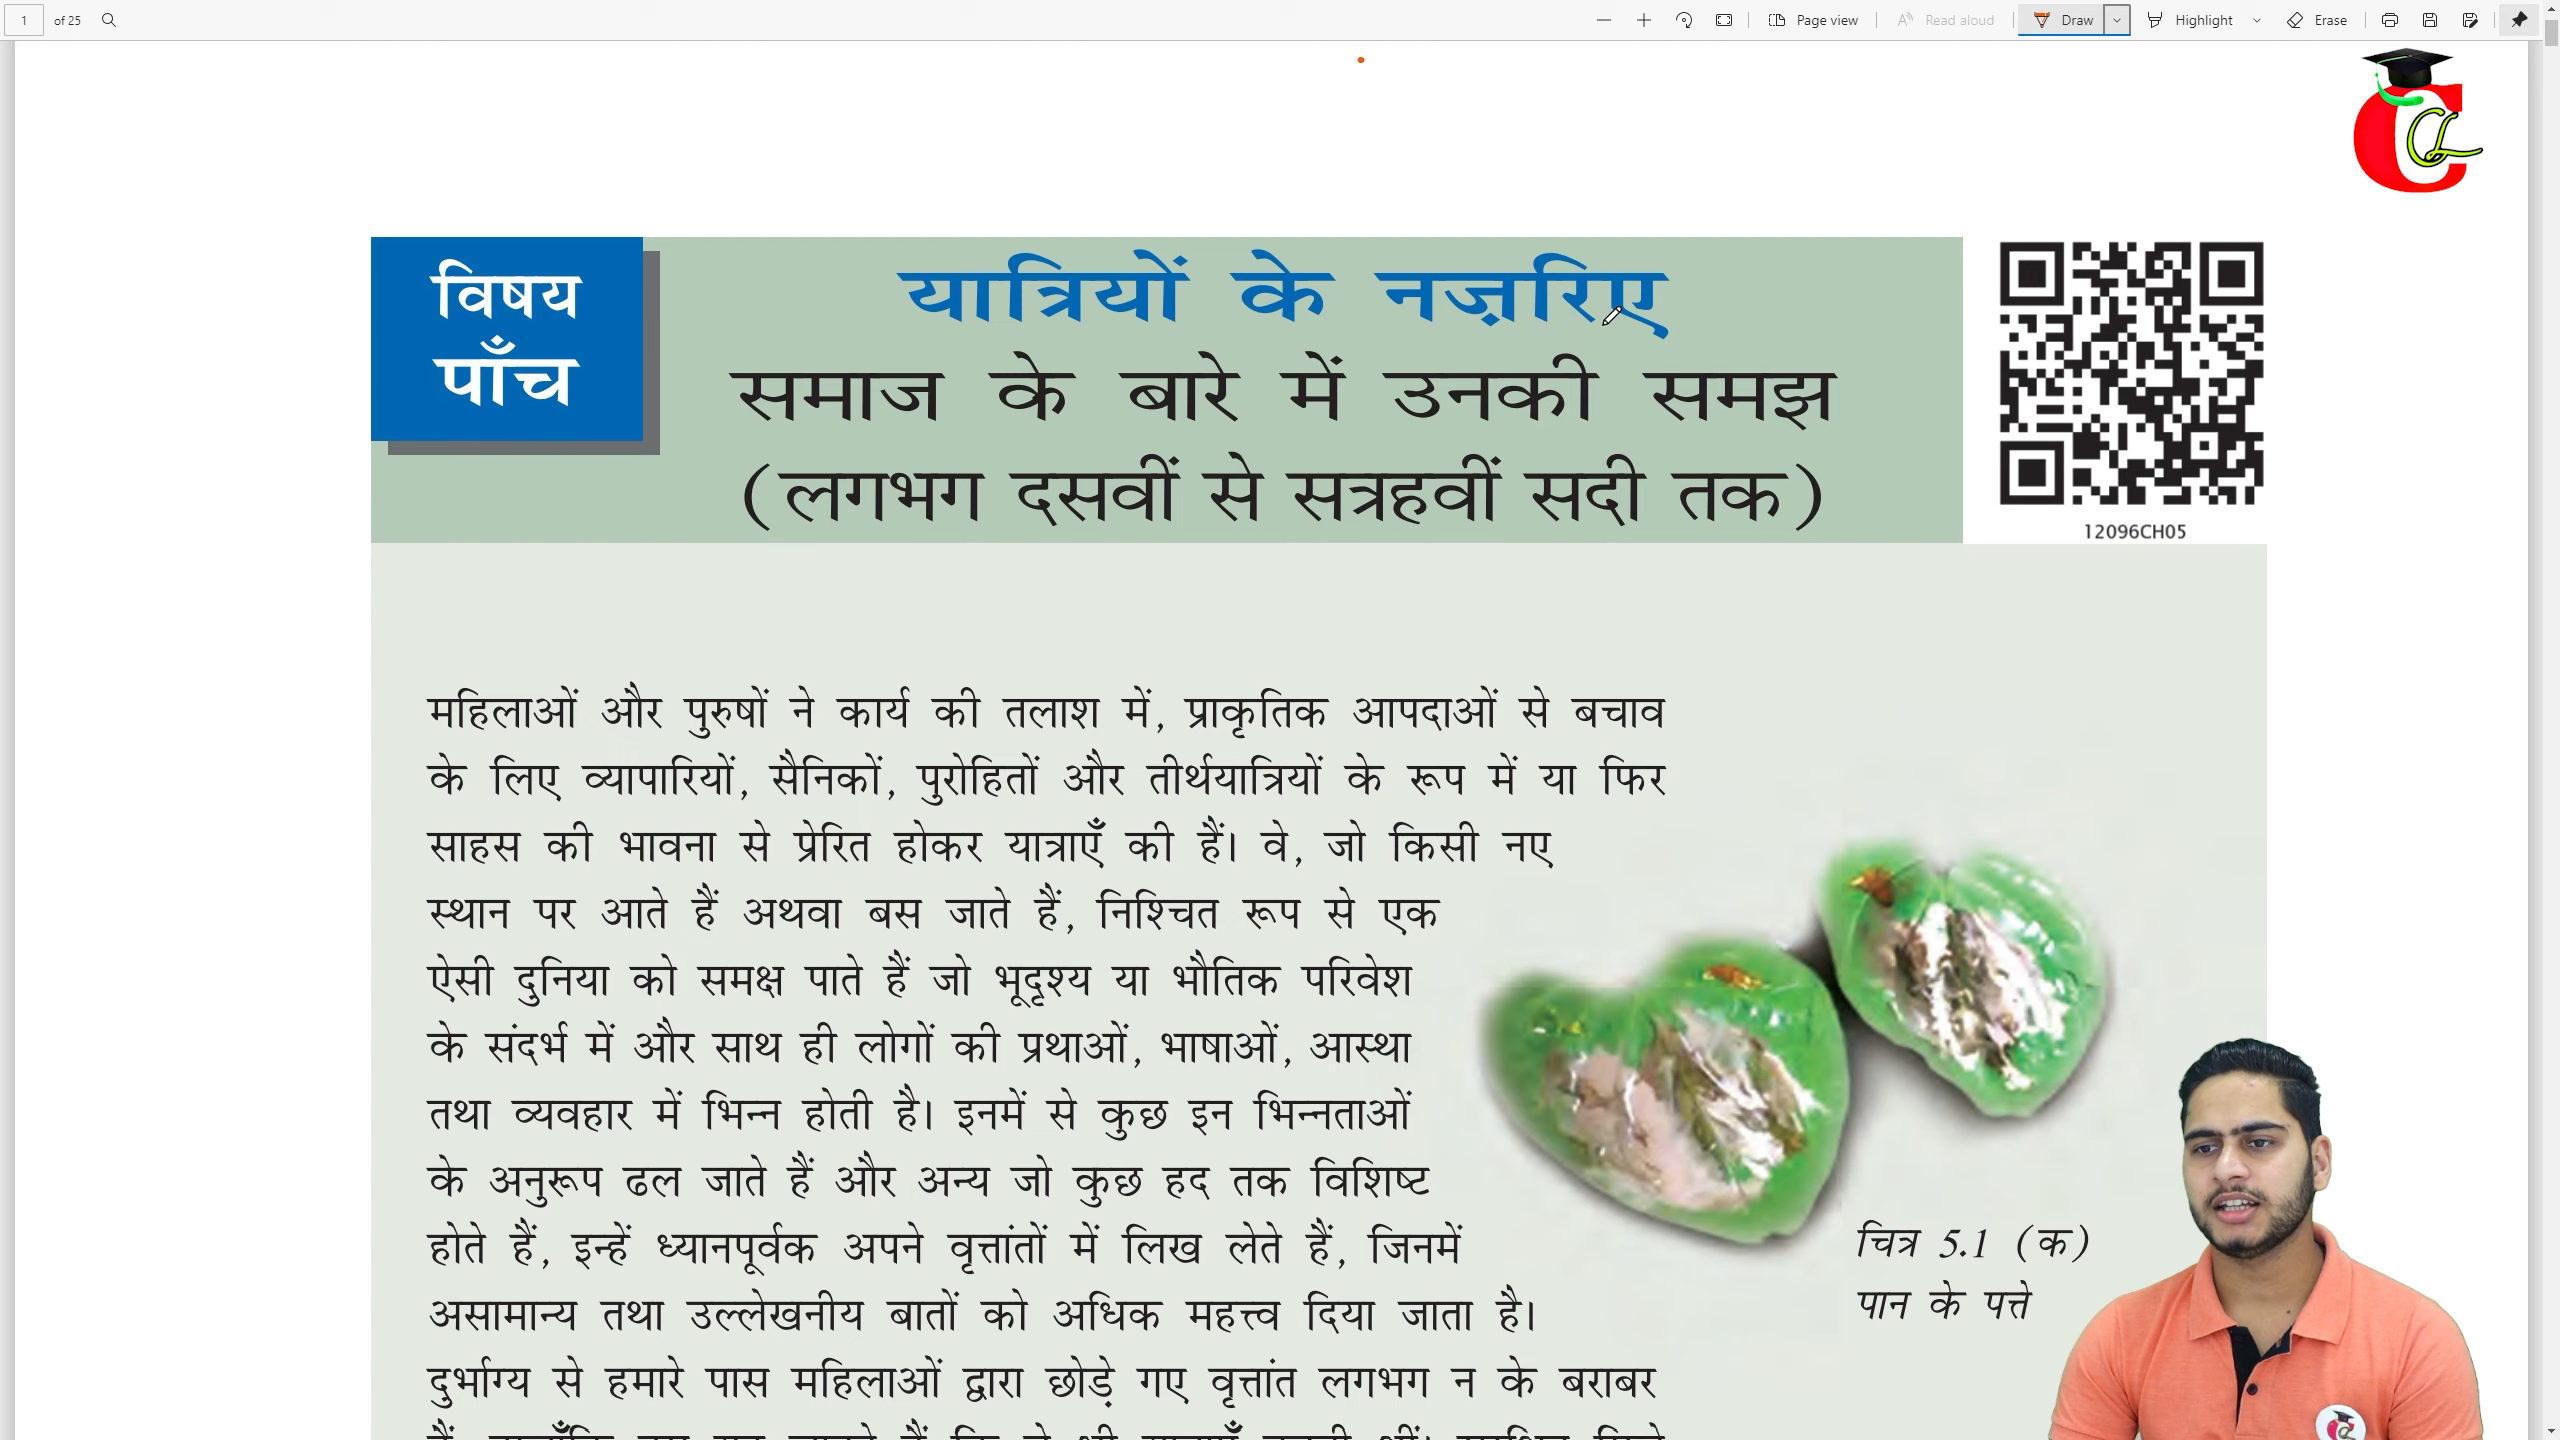 1 of 25
Page view
Read aloud
Draw
Highlight
Erase
विषय
पाँच
यात्रियों के नज़रिए
समाज के बारे में उनकी समझ
(लगभग दसवीं से सत्रहवीं सदी तक)
12096CH05
महिलाओं और पुरुषों ने कार्य की तलाश में, प्राकृतिक आपदाओं से बचाव
के लिए व्यापारियों, सैनिकों, पुरोहितों और तीर्थयात्रियों के रूप में या फिर
साहस की भावना से प्रेरित होकर यात्राएँ की हैं। वे, जो किसी नए
स्थान पर आते हैं अथवा बस जाते हैं, निश्चित रूप से एक
ऐसी दुनिया को समक्ष पाते हैं जो भूदृश्य या भौतिक परिवेश
के संदर्भ में और साथ ही लोगों की प्रथाओं, भाषाओं, आस्था
तथा व्यवहार में भिन्न होती है। इनमें से कुछ इन भिन्नताओं
के अनुरूप ढल जाते हैं और अन्य जो कुछ हद तक विशिष्ट
होते हैं, इन्हें ध्यानपूर्वक अपने वृत्तांतों में लिख लेते हैं, जिनमें
असामान्य तथा उल्लेखनीय बातों को अधिक महत्त्व दिया जाता है।
दुर्भाग्य से हमारे पास महिलाओं द्वारा छोड़े गए वृत्तांत लगभग न के बराबर
चित्र 5.1 (क)
पान के पत्ते